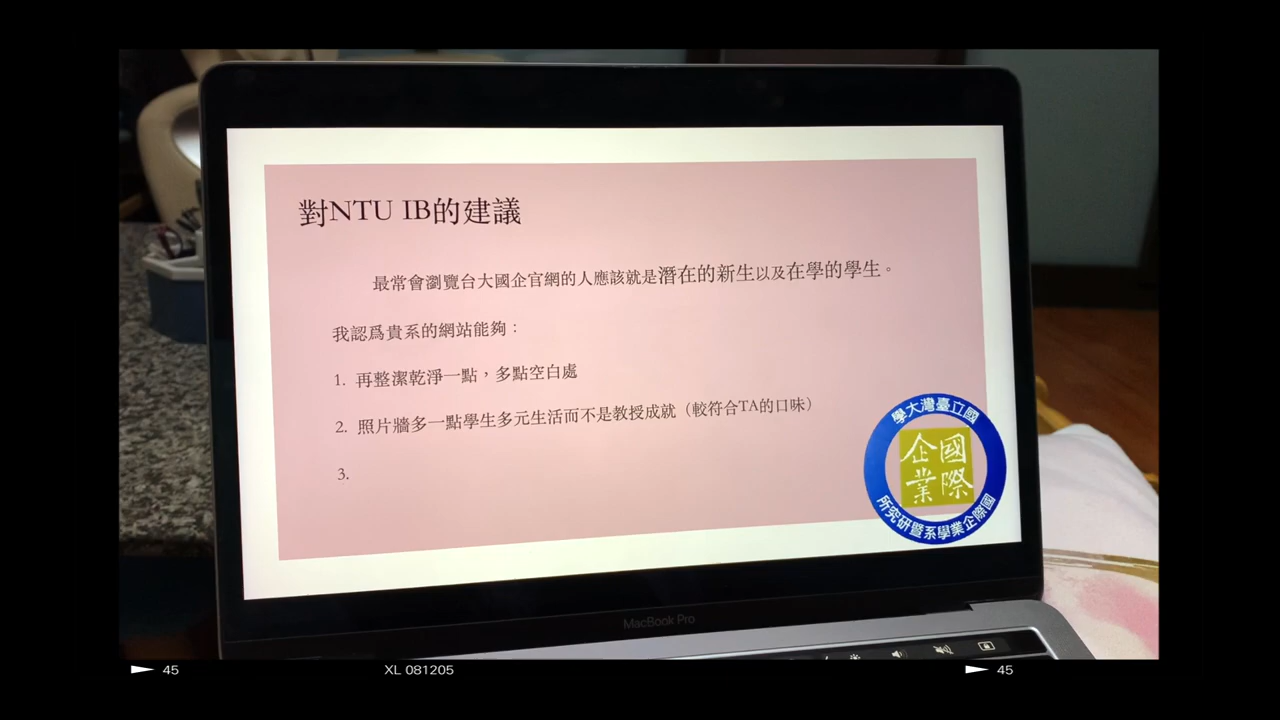 對NTU IB的建議
最常會瀏覽台大國企官網的人應該就是潛在的新生以及在學的學生。
我認爲貴系的網站能夠：
1. 再整潔乾淨一點，多點空白處
2. 照片牆多一點學生多元生活而不是教授成就（較符合TA的口味）
3.
學大灣臺立國
企國
業際
所究研暨系學業企際國
MacBook Pro
45
XL 081205
45